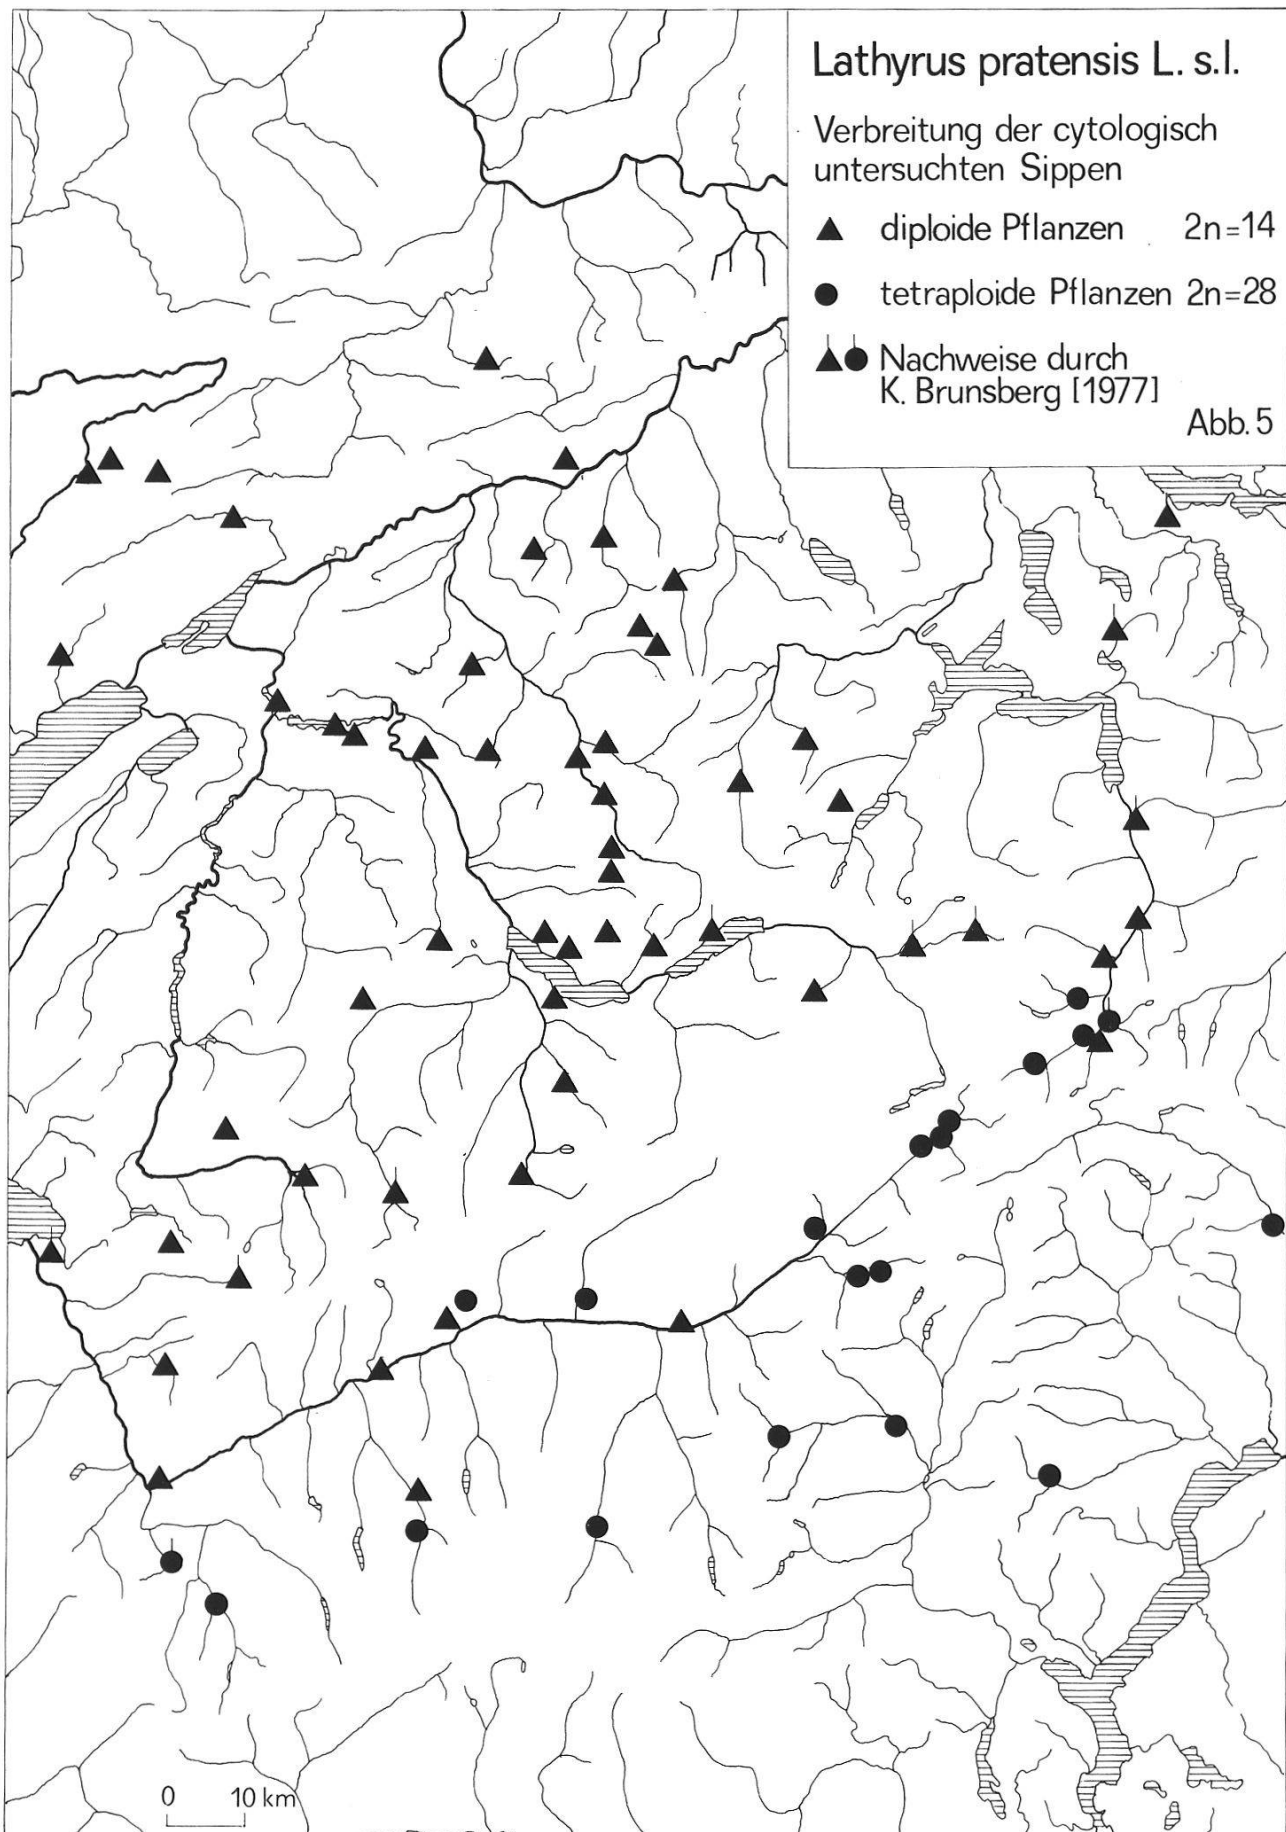 Lathyrus pratensis L. s.l.
Verbreitung der cytologisch
untersuchten Sippen
diploide Pflanzen 2n=14
tetraploide Pflanzen 2n=28
Nachweise durch
K. Brunsberg [1977]
Abb. 5
0 10 km